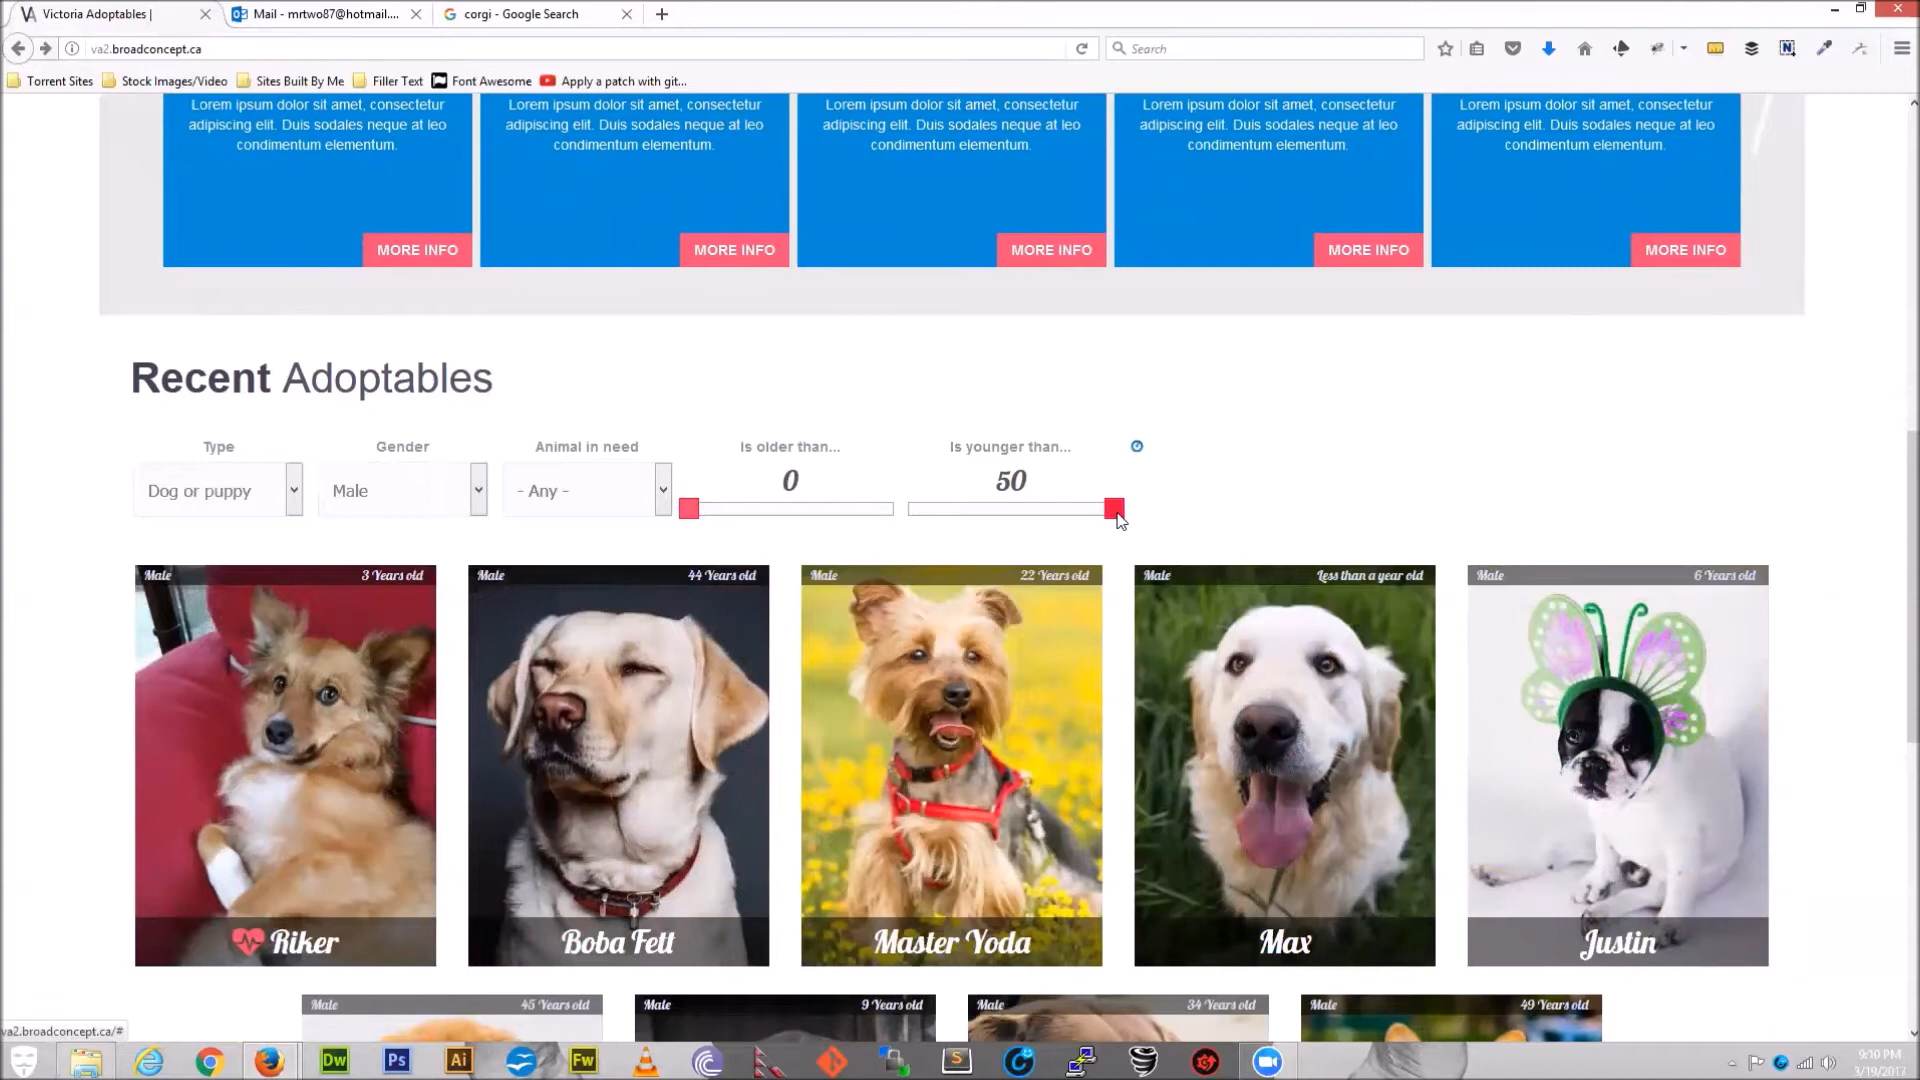 Victoria Adoptables |
Mail - mrtwo87@hotmail....
corgi - Google Search
va2.broadconcept.ca
Search
Torrent Sites
Stock Images/Video
Sites Built By Me
Filler Text
Font Awesome
Apply a patch with git...
Lorem ipsum dolor sit amet, consectetur
adipiscing elit. Duis sodales neque at leo
condimentum elementum.
MORE INFO
Lorem ipsum dolor sit amet, consectetur
adipiscing elit. Duis sodales neque at leo
condimentum elementum.
MORE INFO
Lorem ipsum dolor sit amet, consectetur
adipiscing elit. Duis sodales neque at leo
condimentum elementum.
MORE INFO
Lorem ipsum dolor sit amet, consectetur
adipiscing elit. Duis sodales neque at leo
condimentum elementum.
MORE INFO
Lorem ipsum dolor sit amet, consectetur
adipiscing elit. Duis sodales neque at leo
condimentum elementum.
MORE INFO
Recent Adoptables
Type
Dog or puppy
Gender
Male
Animal in need
- Any -
Is older than...
0
Is younger than...
50
Male 3 Years old
Riker
Male 44 Years old
Boba Fett
Male 22 Years old
Master Yoda
Male Less than a year old
Max
Male 6 Years old
Justin
Male 45 Years old
Male 9 Years old
Male 34 Years old
Male 49 Years old
va2.broadconcept.ca/#
Dw
Ps
Ai
Fw
S
9:10 PM
3/19/2017